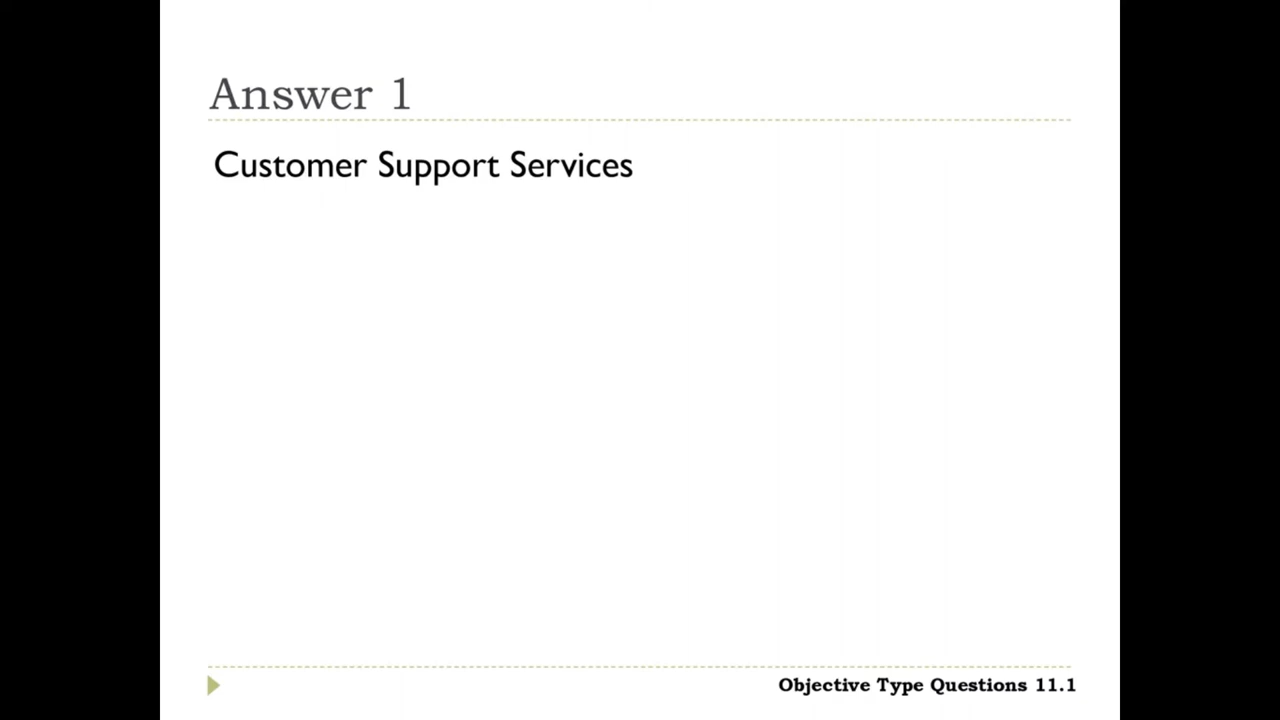 Answer 1
Customer Support Services
Objective Type Questions 11.1